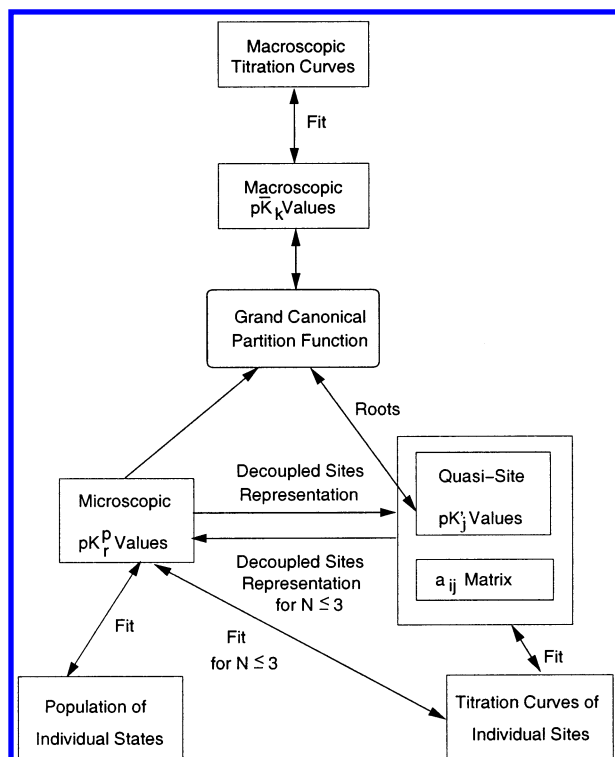 Macroscopic
Titration Curves
Fit
Macroscopic
pK̅k Values
Grand Canonical
Partition Function
Roots
Decoupled Sites
Representation
Quasi-Site
pK'j Values
Microscopic
pKrp Values
aij Matrix
Decoupled Sites
Representation
for N ≤ 3
Fit
Fit
for N ≤ 3
Fit
Population of
Individual States
Titration Curves of
Individual Sites